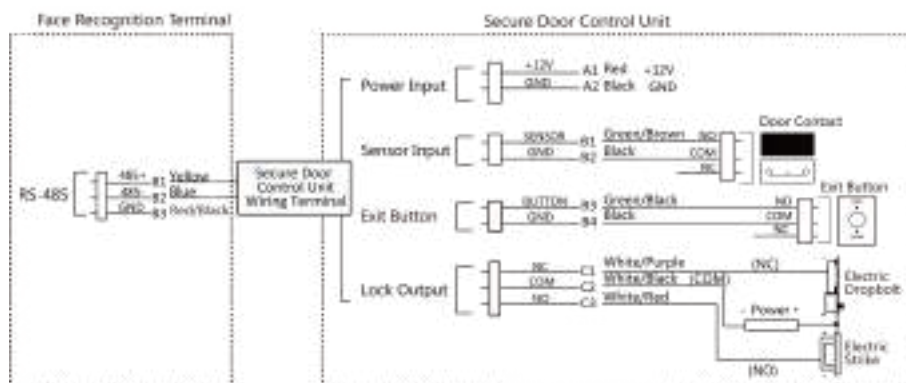 Face Recognition Terminal
Secure Door Control Unit
RS-485
485+ B1 Yellow
485- B2 Blue
GND B3 Red/Black
Secure Door
Control Unit
Wiring Terminal
Power Input
+12V A1 Red +12V
GND A2 Black GND
Sensor Input
SENSOR B1 Green/Brown NO
GND B2 Black COM
NC
Door Contact
Exit Button
BUTTON B3 Green/Black NO
GND B4 Black COM
NC
Exit Button
Lock Output
NC C1 White/Purple (NC)
COM C2 White/Black (COM)
NO C3 White/Red
- Power +
(NO)
Electric
Dropbolt
Electric
Strike